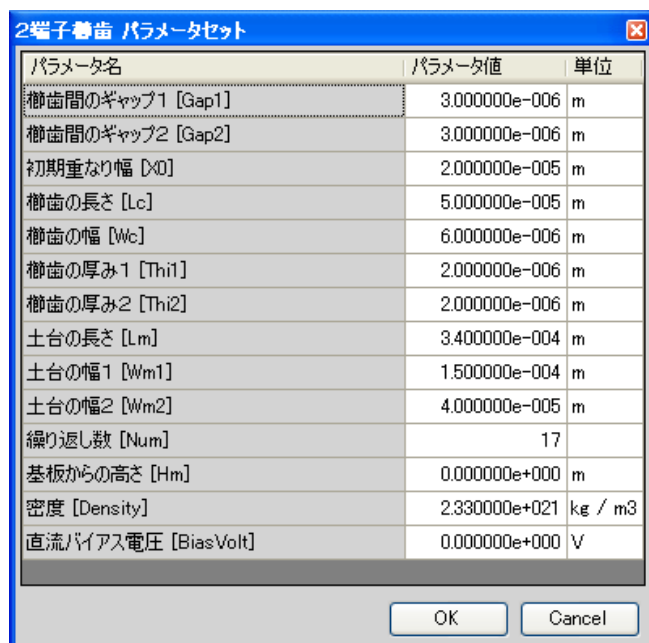 2端子櫛歯 パラメータセット
パラメータ名 パラメータ値 単位
櫛歯間のギャップ1 [Gap1] 3.000000e-006 m
櫛歯間のギャップ2 [Gap2] 3.000000e-006 m
初期重なり幅 [X0] 2.000000e-005 m
櫛歯の長さ [Lc] 5.000000e-005 m
櫛歯の幅 [Wc] 6.000000e-006 m
櫛歯の厚み1 [Thi1] 2.000000e-006 m
櫛歯の厚み2 [Thi2] 2.000000e-006 m
土台の長さ [Lm] 3.400000e-004 m
土台の幅1 [Wm1] 1.500000e-004 m
土台の幅2 [Wm2] 4.000000e-005 m
繰り返し数 [Num] 17
基板からの高さ [Hm] 0.000000e+000 m
密度 [Density] 2.330000e+021 kg / m3
直流バイアス電圧 [BiasVolt] 0.000000e+000 V
OK Cancel